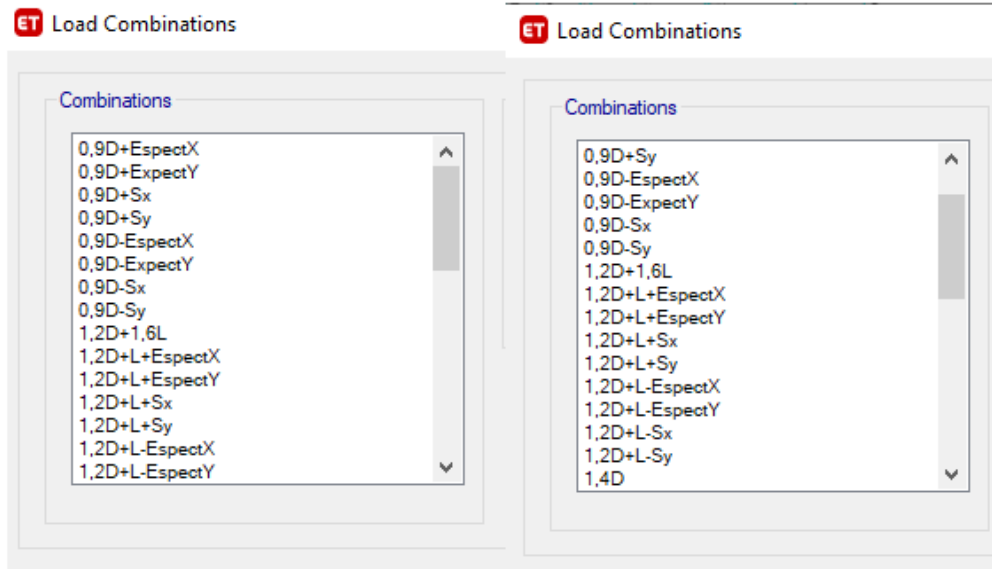 ET Load Combinations
Combinations
0,9D+EspectX
0,9D+ExpectY
0,9D+Sx
0,9D+Sy
0,9D-EspectX
0,9D-ExpectY
0,9D-Sx
0,9D-Sy
1,2D+1,6L
1,2D+L+EspectX
1,2D+L+EspectY
1,2D+L+Sx
1,2D+L+Sy
1,2D+L-EspectX
1,2D+L-EspectY
ET Load Combinations
Combinations
0,9D+Sy
0,9D-EspectX
0,9D-ExpectY
0,9D-Sx
0,9D-Sy
1,2D+1,6L
1,2D+L+EspectX
1,2D+L+EspectY
1,2D+L+Sx
1,2D+L+Sy
1,2D+L-EspectX
1,2D+L-EspectY
1,2D+L-Sx
1,2D+L-Sy
1,4D